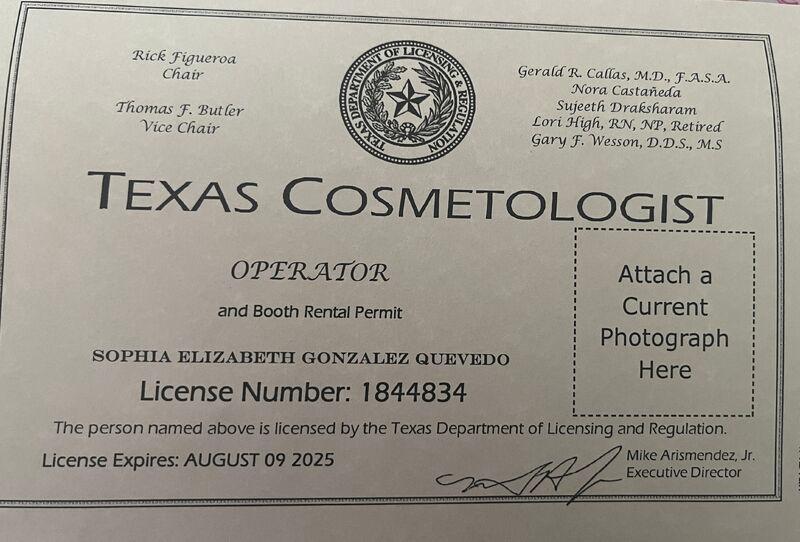 Rick Figueroa
Chair
Thomas F. Butler
Vice Chair
TEXAS DEPARTMENT OF LICENSING & REGULATION
Gerald R. Callas, M.D., F.A.S.A.
Nora Castañeda
Sujeeth Draksharam
Lori High, RN, NP, Retired
Gary F. Wesson, D.D.S., M.S
TEXAS COSMETOLOGIST
OPERATOR
and Booth Rental Permit
SOPHIA ELIZABETH GONZALEZ QUEVEDO
License Number: 1844834
Attach a
Current
Photograph
Here
The person named above is licensed by the Texas Department of Licensing and Regulation.
License Expires: AUGUST 09 2025
Mike Arismendez, Jr.
Executive Director